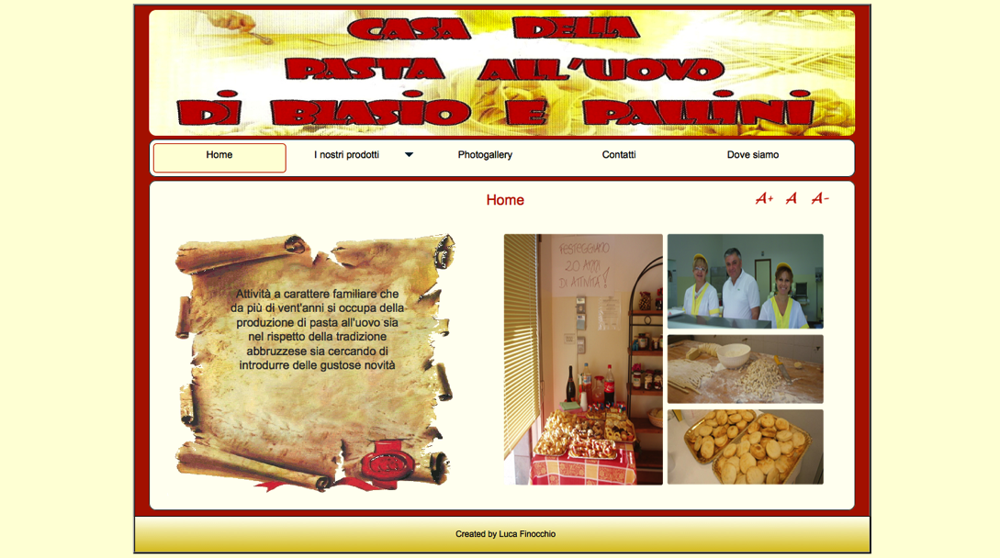 CASA DELLA
PASTA ALL'UOVO
DI BIASIO E PALLINI
Home
I nostri prodotti
Photogallery
Contatti
Dove siamo
Home
A+ A A-
Attività a carattere familiare che
da più di vent'anni si occupa della
produzione di pasta all'uovo sia
nel rispetto della tradizione
abbruzzese sia cercando di
introdurre delle gustose novità
FESTEGGIAMO
20 ANNI
DI ATTIVITÀ!
Created by Luca Finocchio